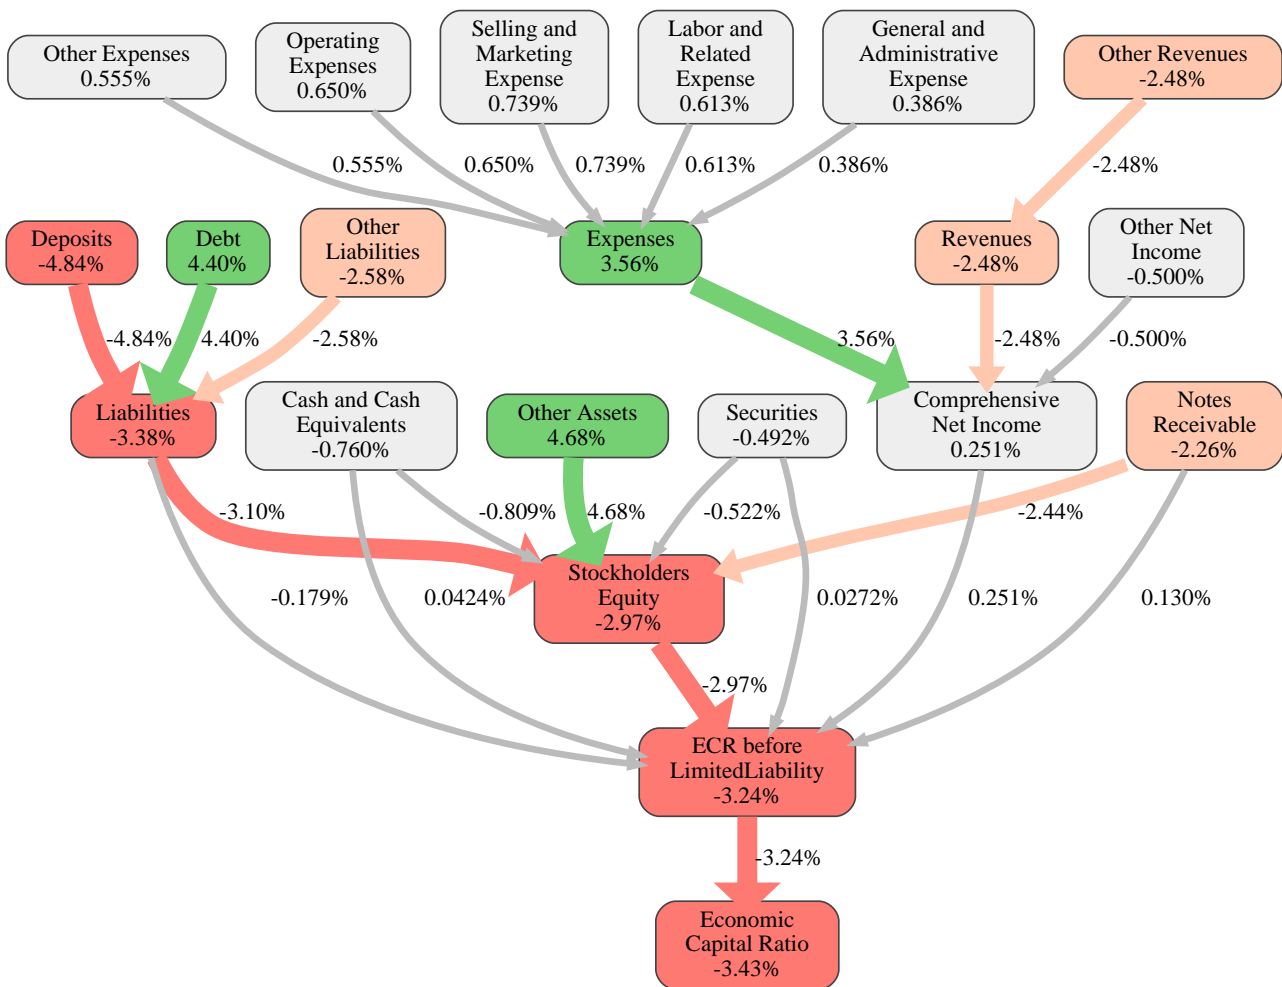 Other Expenses
0.555%
Operating
Expenses
0.650%
Selling and
Marketing
Expense
0.739%
Labor and
Related
Expense
0.613%
General and
Administrative
Expense
0.386%
Other Revenues
-2.48%
0.555%
0.650%
0.739%
0.613%
0.386%
-2.48%
Deposits
-4.84%
Debt
4.40%
Other
Liabilities
-2.58%
Expenses
3.56%
Revenues
-2.48%
Other Net
Income
-0.500%
-4.84%
4.40%
-2.58%
3.56%
-2.48%
-0.500%
Liabilities
-3.38%
Cash and Cash
Equivalents
-0.760%
Other Assets
4.68%
Securities
-0.492%
Comprehensive
Net Income
0.251%
Notes
Receivable
-2.26%
-3.10%
-0.809%
4.68%
-0.522%
-2.44%
Stockholders
Equity
-2.97%
-0.179%
0.0424%
0.0272%
0.251%
0.130%
-2.97%
ECR before
LimitedLiability
-3.24%
-3.24%
Economic
Capital Ratio
-3.43%